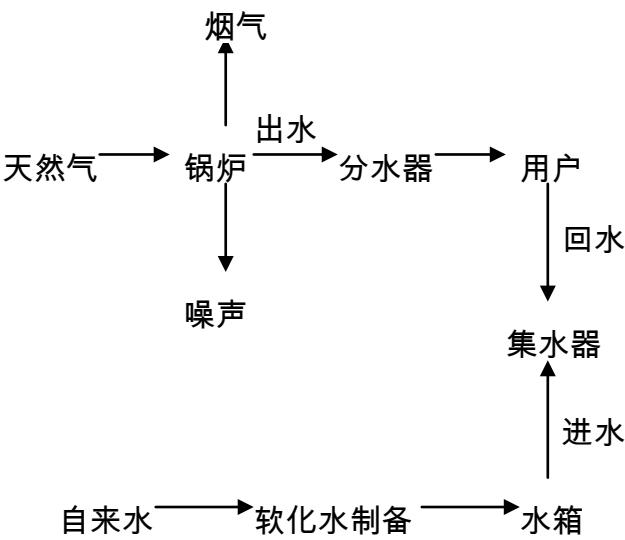 烟气
出水
天然气
锅炉
分水器
用户
回水
噪声
集水器
进水
自来水
软化水制备
水箱